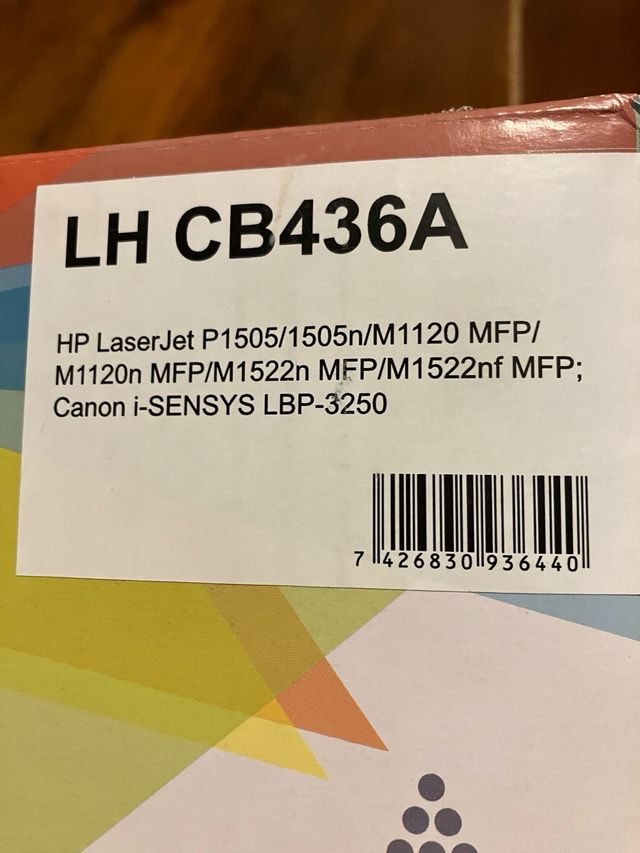 LH CB436A
HP LaserJet P1505/1505n/M1120 MFP/
M1120n MFP/M1522n MFP/M1522nf MFP;
Canon i-SENSYS LBP-3250
7 426830 936440